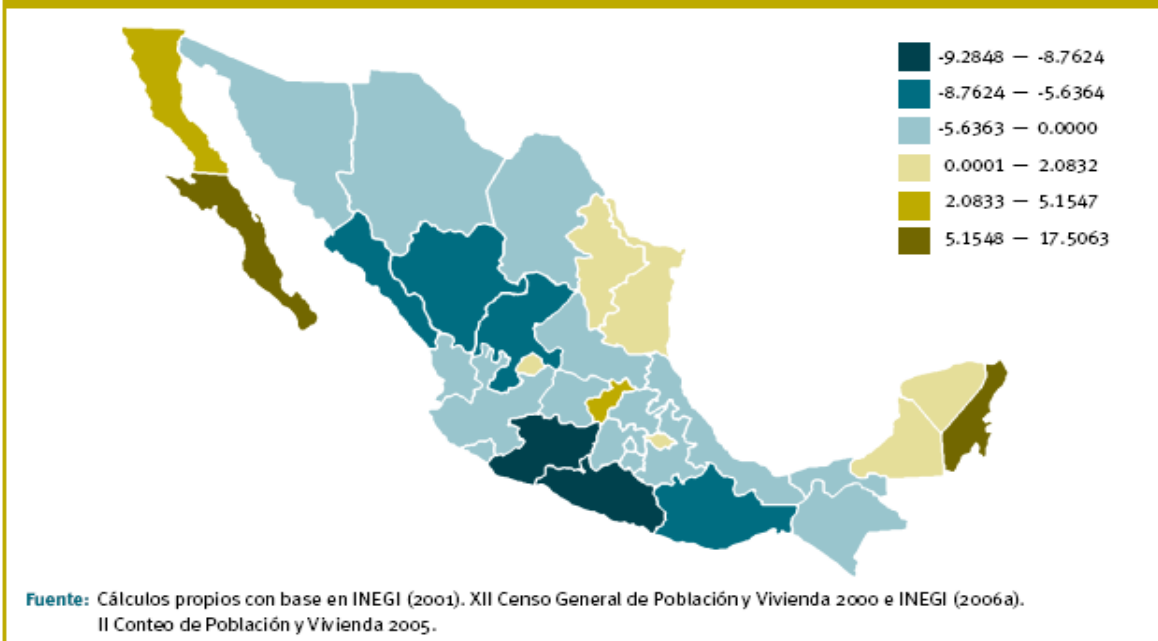 -9.2848 — -8.7624
-8.7624 — -5.6364
-5.6363 — 0.0000
0.0001 — 2.0832
2.0833 — 5.1547
5.1548 — 17.5063
Fuente: Cálculos propios con base en INEGI (2001). XII Censo General de Población y Vivienda 2000 e INEGI (2006a).
II Conteo de Población y Vivienda 2005.